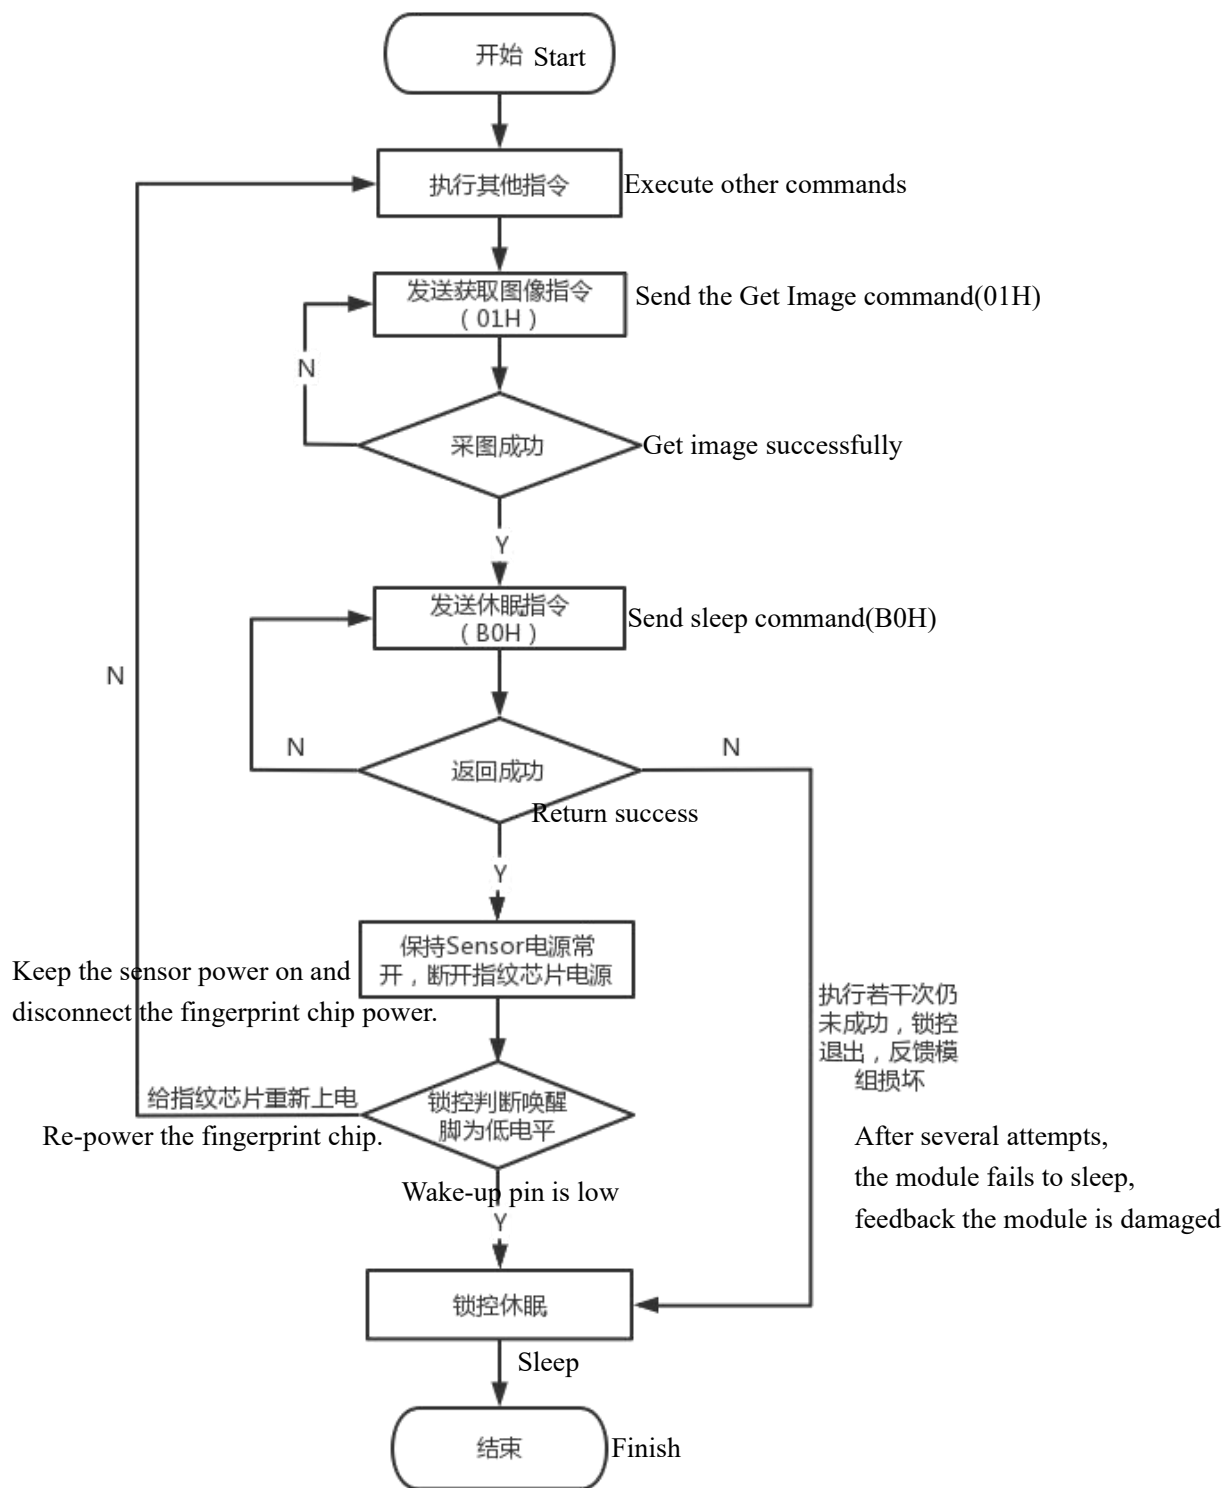 开始 Start
执行其他指令 Execute other commands
发送获取图像指令
（01H）
Send the Get Image command(01H)
N
采图成功 Get image successfully
Y
发送休眠指令
（B0H）
Send sleep command(B0H)
N
N
N
返回成功
Return success
Y
保持Sensor电源常
开，断开指纹芯片电源
Keep the sensor power on and
disconnect the fingerprint chip power.
执行若干次仍
未成功，锁控
退出，反馈模
组损坏
给指纹芯片重新上电
Re-power the fingerprint chip.
锁控判断唤醒
脚为低电平
After several attempts,
the module fails to sleep,
feedback the module is damaged
Wake-up pin is low
Y
锁控休眠
Sleep
结束 Finish